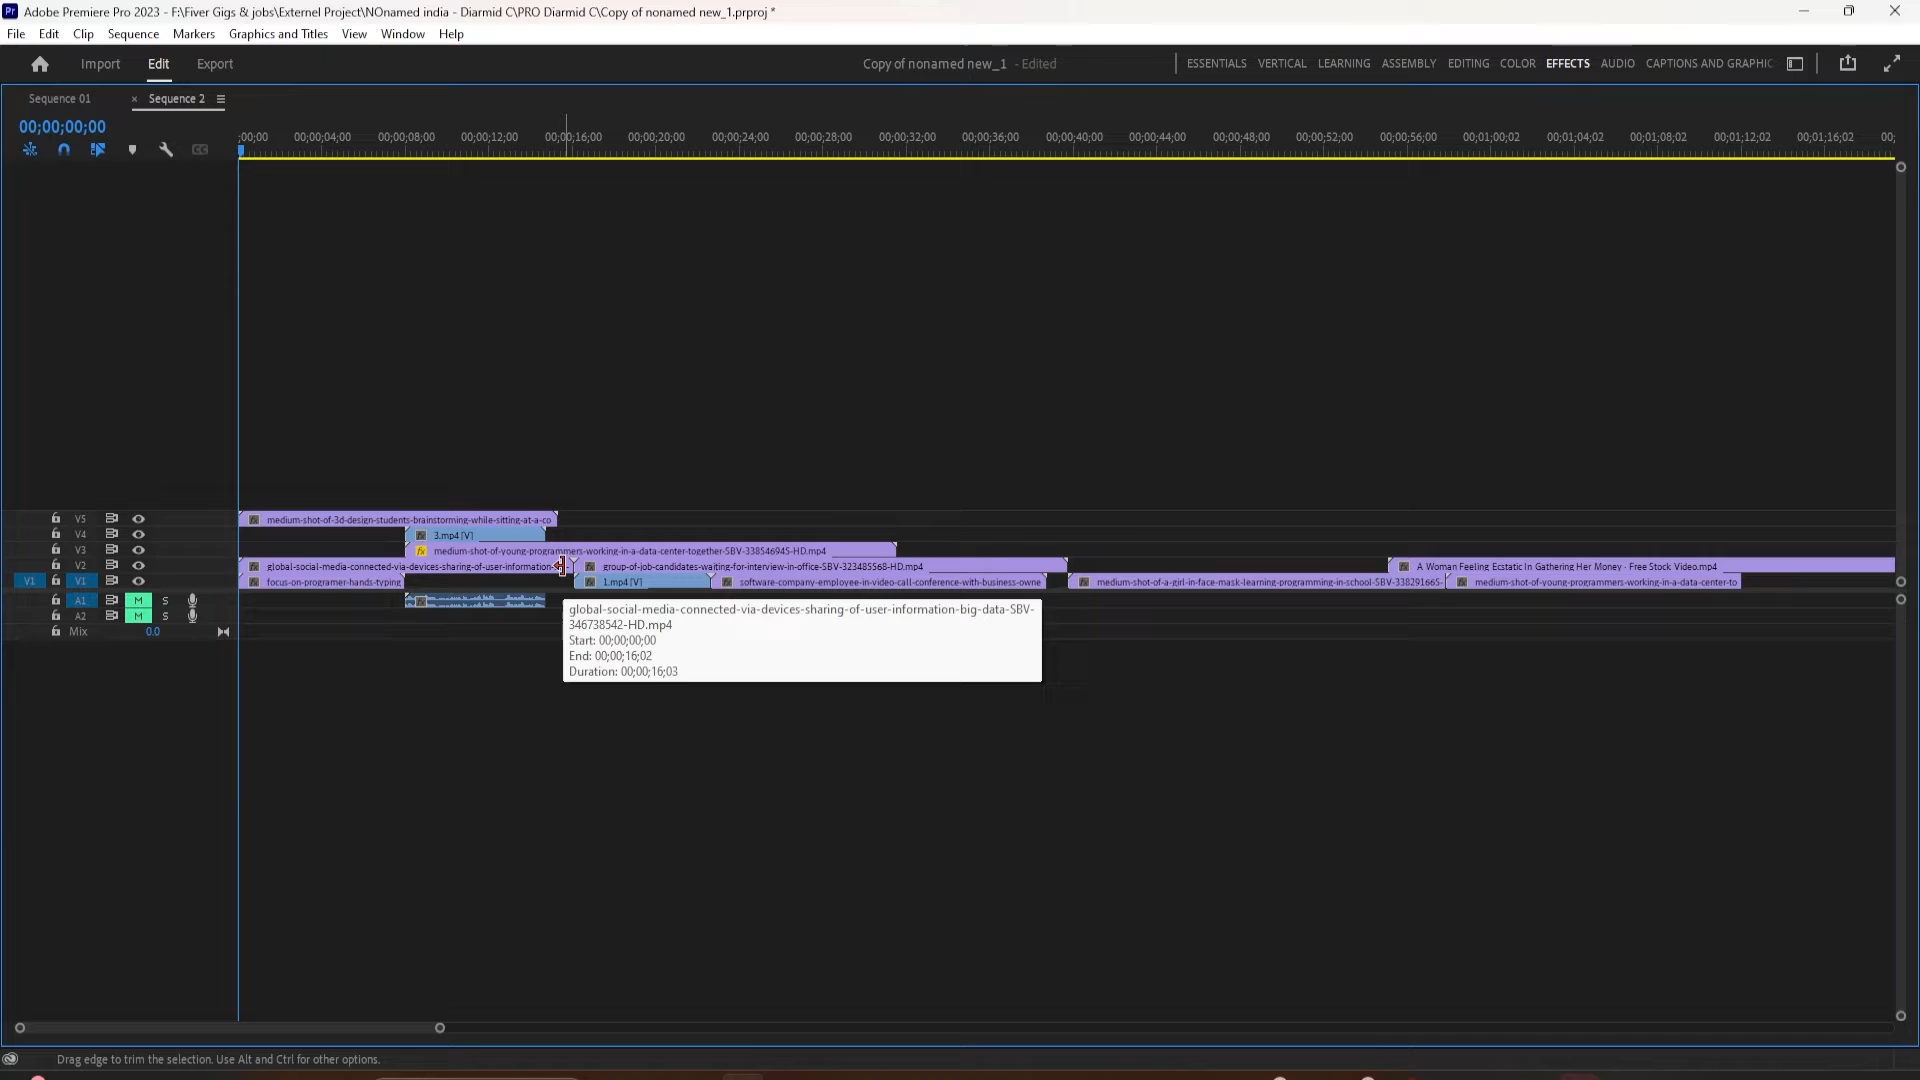 Pr Adobe Premiere Pro 2023 - F:\Fiver Gigs & jobs\Externel Project\NOnamed india - Diarmid C\PRO Diarmid C\Copy of nonamed new_1.prproj *
File Edit Clip Sequence Markers Graphics and Titles View Window Help
Import Edit Export Copy of nonamed new_1 - Edited ESSENTIALS VERTICAL LEARNING ASSEMBLY EDITING COLOR EFFECTS AUDIO CAPTIONS AND GRAPHIC
Sequence 01 × Sequence 2
00;00;00;00
;00;00 00;00;04;00 00;00;08;00 00;00;12;00 00;00;16;00 00;00;20;00 00;00;24;00 00;00;28;00 00;00;32;00 00;00;36;00 00;00;40;00 00;00;44;00 00;00;48;00 00;00;52;00 00;00;56;00 00;01;00;02 00;01;04;02 00;01;08;02 00;01;12;02 00;01;16;02 00;
V5 fx medium-shot-of-3d-design-students-brainstorming-while-sitting-at-a-co
V4 fx 3.mp4 [V]
V3 fx medium-shot-of-young-programmers-working-in-a-data-center-together-SBV-338546945-HD.mp4
V2 fx global-social-media-connected-via-devices-sharing-of-user-information- fx group-of-job-candidates-waiting-for-interview-in-office-SBV-323485568-HD.mp4 fx A Woman Feeling Ecstatic In Gathering Her Money - Free Stock Video.mp4
V1 V1 fx focus-on-programer-hands-typing fx 1.mp4 [V] fx software-company-employee-in-video-call-conference-with-business-owne fx medium-shot-of-a-girl-in-face-mask-learning-programming-in-school-SBV-338291665- fx medium-shot-of-young-programmers-working-in-a-data-center-to
A1 M S
A2 M S
Mix 0.0
global-social-media-connected-via-devices-sharing-of-user-information-big-data-SBV-
346738542-HD.mp4
Start: 00;00;00;00
End: 00;00;16;02
Duration: 00;00;16;03
Drag edge to trim the selection. Use Alt and Ctrl for other options.